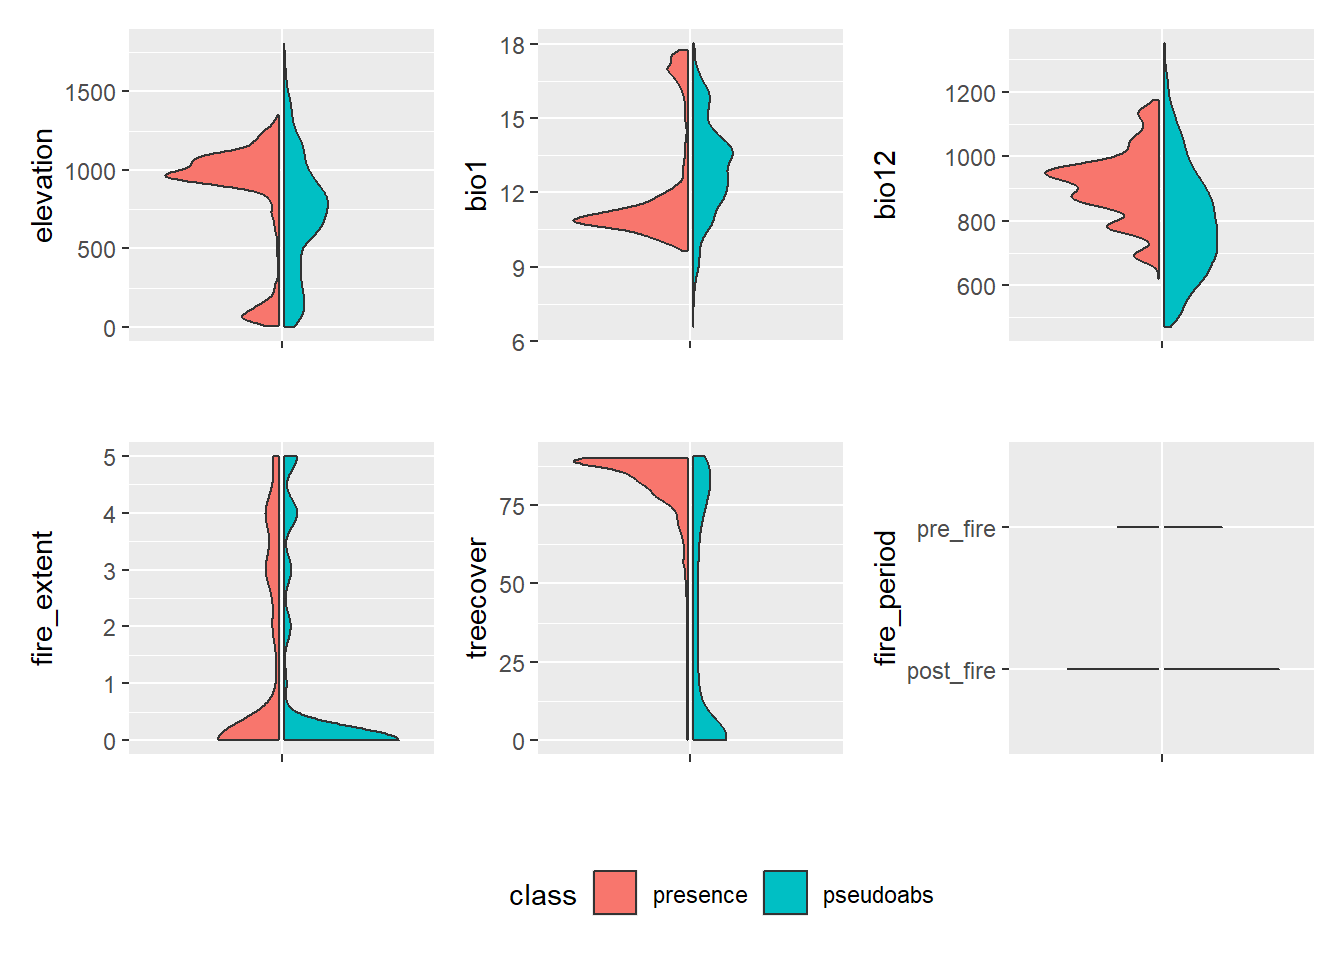 elevation
1500
1000
500
0
bio1
18
15
12
9
6
bio12
1200
1000
800
600
fire_extent
5
4
3
2
1
0
treecover
75
50
25
0
fire_period
pre_fire
post_fire
class presence pseudoabs